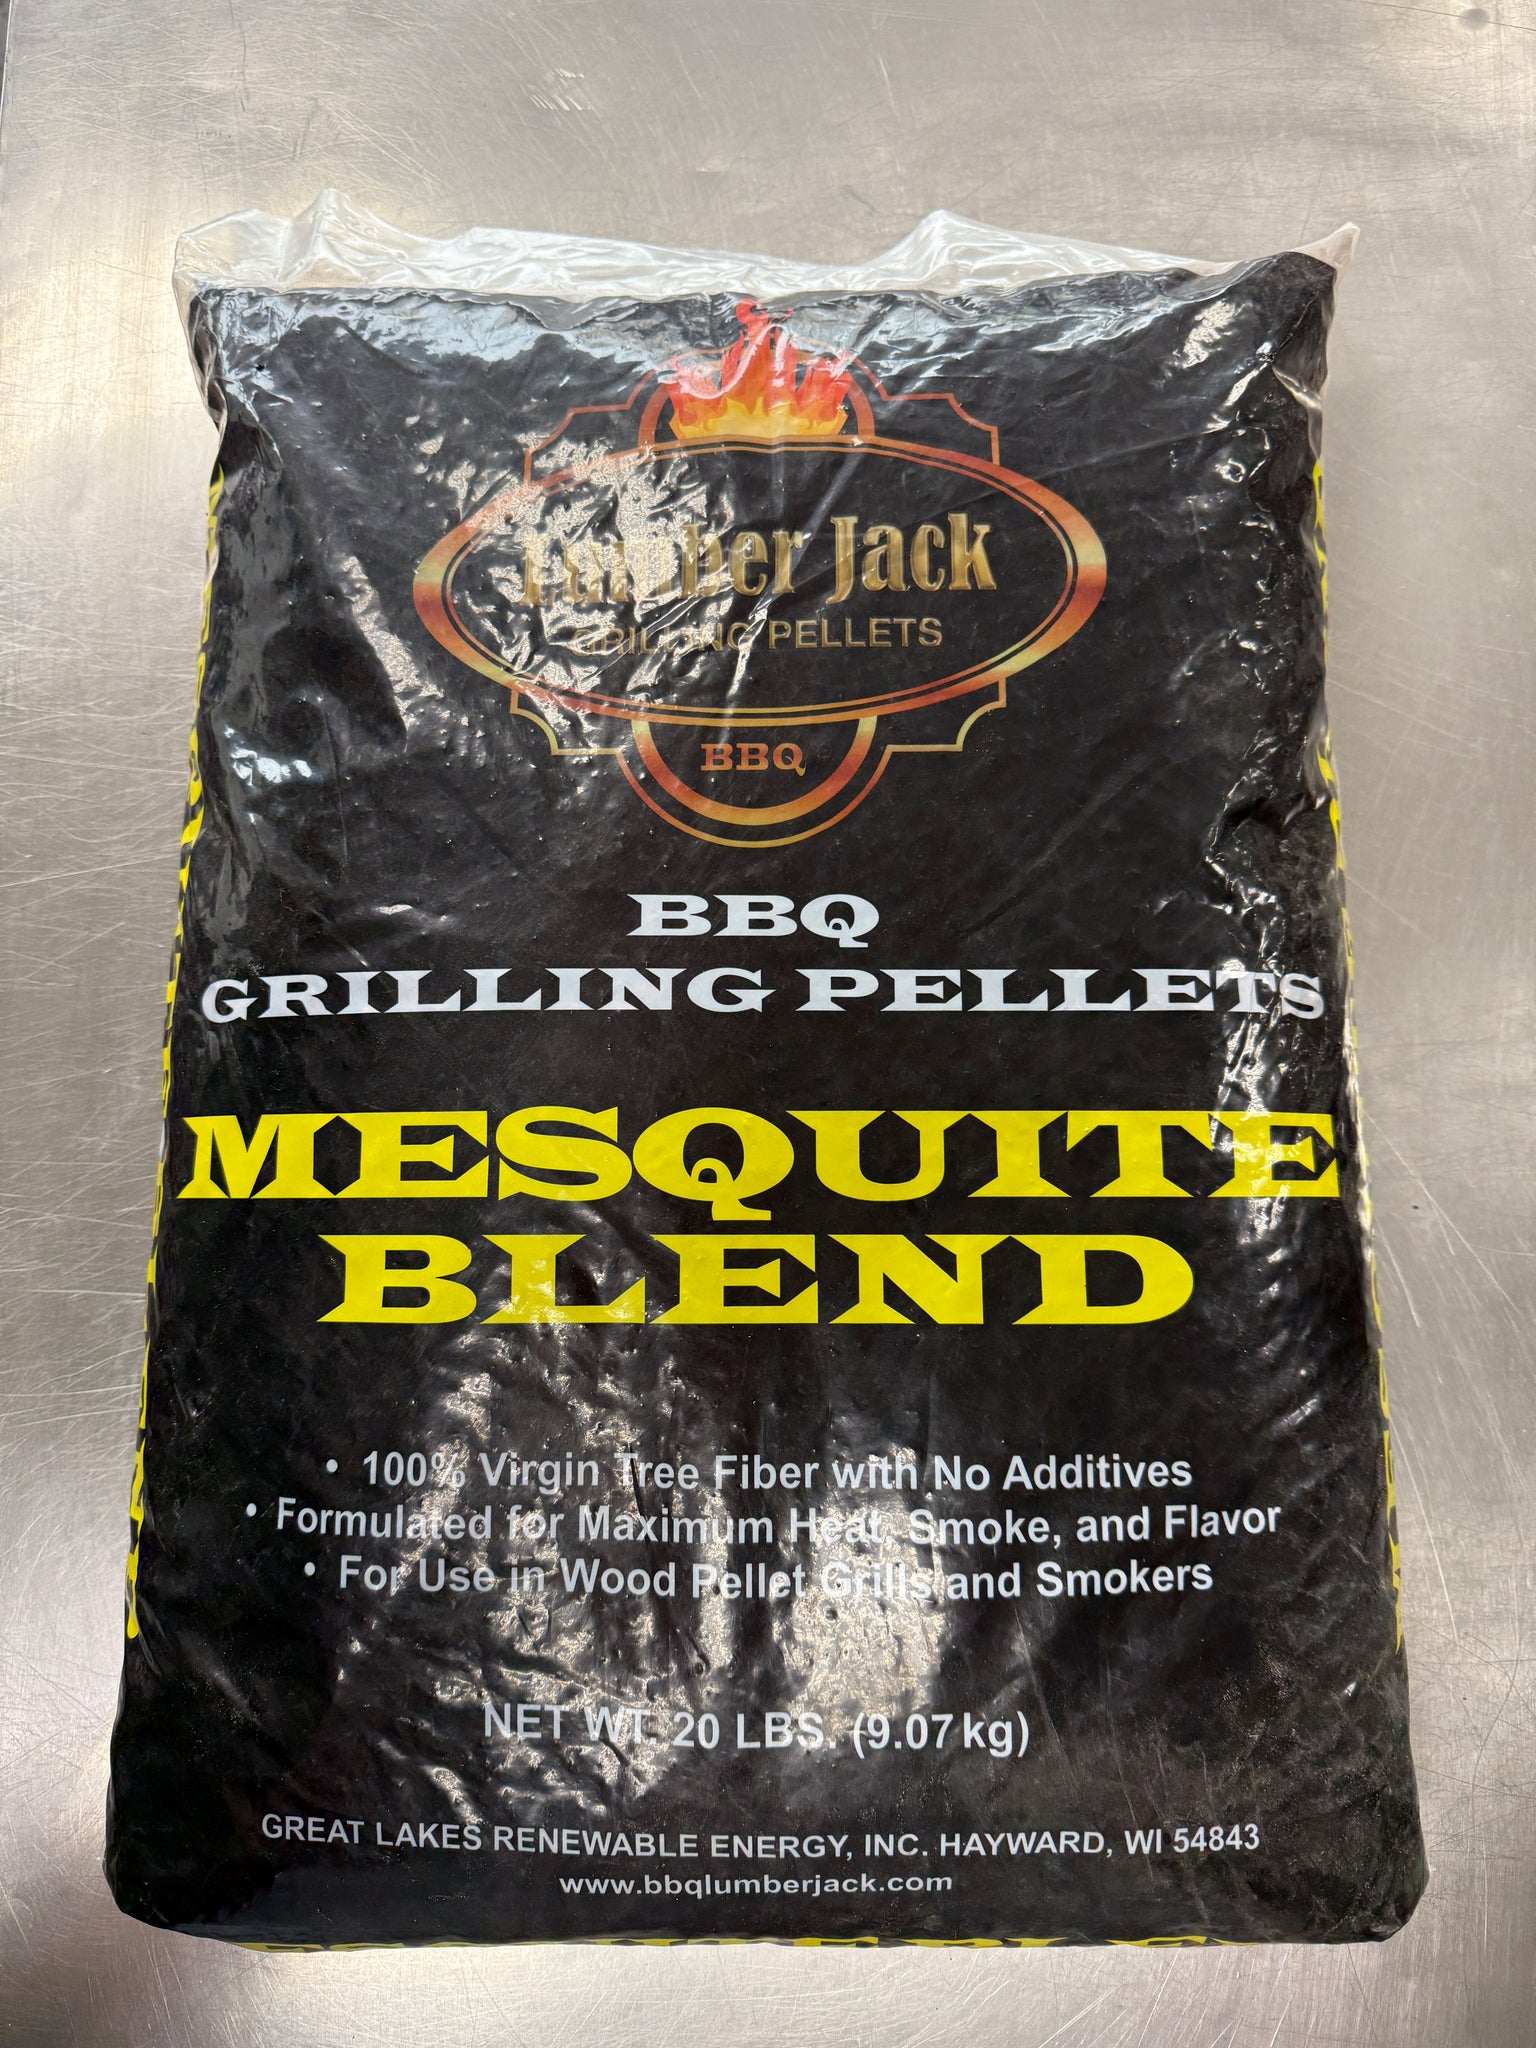 Lumber Jack
GRILLING PELLETS
BBQ
BBQ
GRILLING PELLETS
MESQUITE
BLEND
• 100% Virgin Tree Fiber with No Additives
• Formulated for Maximum Heat, Smoke, and Flavor
• For Use in Wood Pellet Grills and Smokers
NET WT. 20 LBS. (9.07 kg)
GREAT LAKES RENEWABLE ENERGY, INC. HAYWARD, WI 54843
www.bbqlumberjack.com